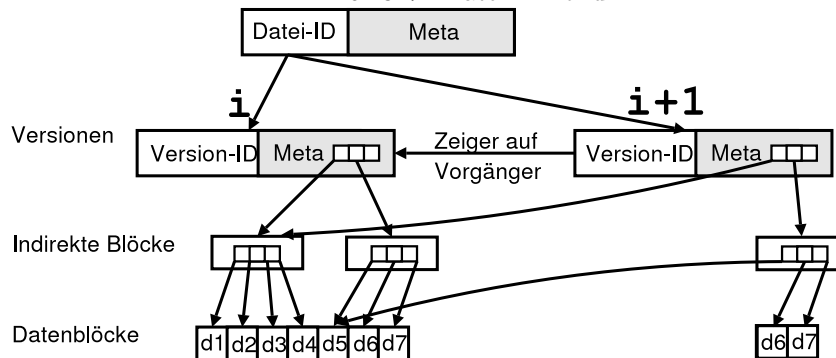 Datei-ID Meta
i i+1
Versionen Version-ID Meta Zeiger auf Vorgänger Version-ID Meta
Indirekte Blöcke
Datenblöcke d1 d2 d3 d4 d5 d6 d7 d6 d7